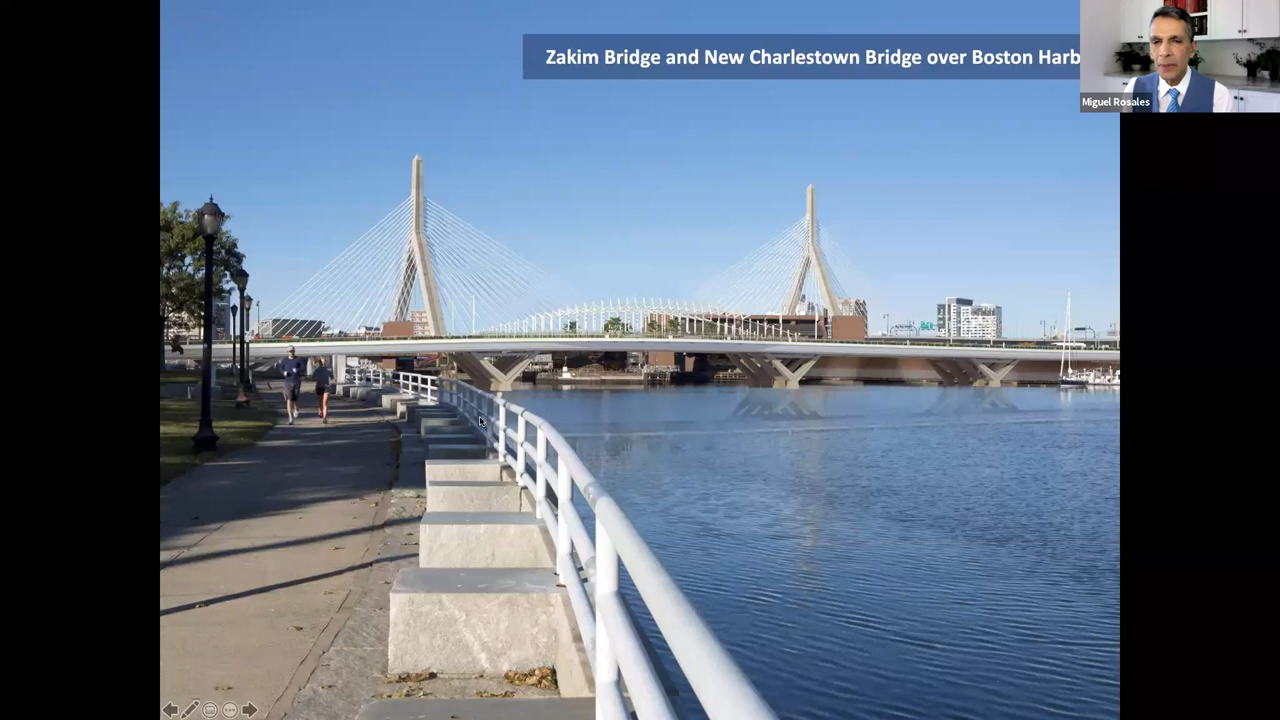 Zakim Bridge and New Charlestown Bridge over Boston Harb
Miguel Rosales